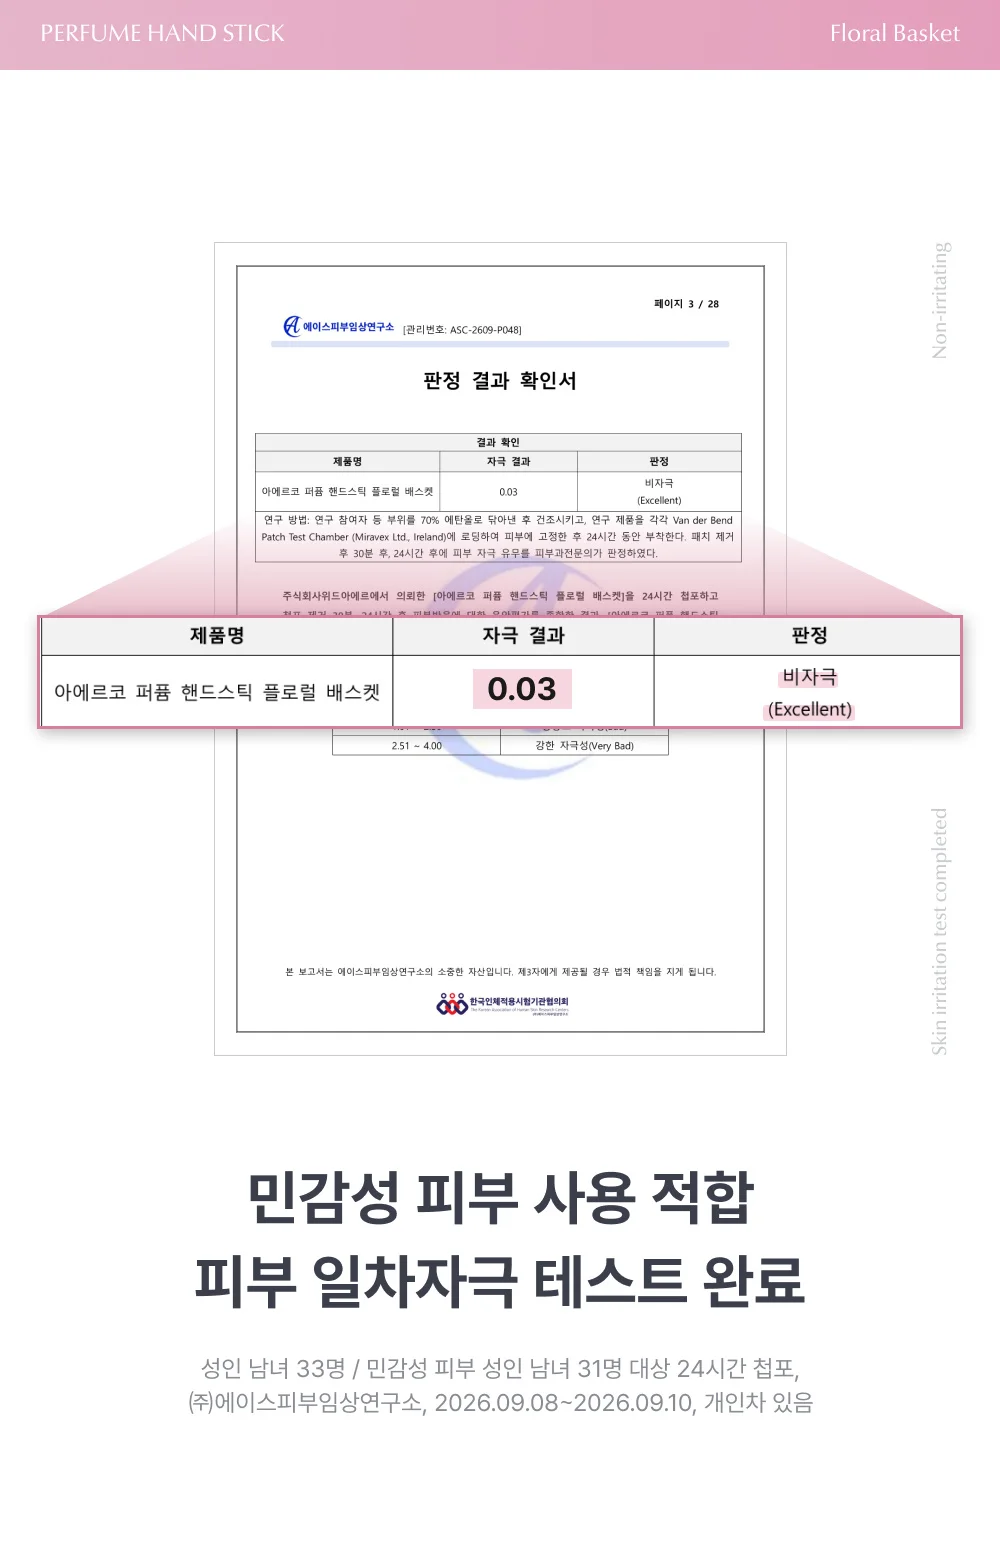 PERFUME HAND STICK
Floral Basket
Non-irritating
페이지 3 / 28
에이스피부임상연구소 [관리번호: ASC-2609-P048]
판정 결과 확인서
결과 확인
제품명 자극 결과 판정
아에르코 퍼퓸 핸드스틱 플로럴 배스켓 0.03 비자극
(Excellent)
연구 방법: 연구 참여자 등 부위를 70% 에탄올로 닦아낸 후 건조시키고, 연구 제품을 각각 Van der Bend
Patch Test Chamber (Miravex Ltd., Ireland)에 로딩하여 피부에 고정한 후 24시간 동안 부착한다. 패치 제거
후 30분 후, 24시간 후에 피부 자극 유무를 피부과전문의가 판정하였다.
주식회사위드아에르에서 의뢰한 [아에르코 퍼퓸 핸드스틱 플로럴 배스켓]을 24시간 첩포하고
제품명 자극 결과 판정
아에르코 퍼퓸 핸드스틱 플로럴 배스켓 0.03 비자극
(Excellent)
2.51 ~ 4.00 강한 자극성(Very Bad)
Skin irritation test completed
본 보고서는 에이스피부임상연구소의 소중한 자산입니다. 제3자에게 제공될 경우 법적 책임을 지게 됩니다.
한국인체적용시험기관협의회
The Korean Association of Human Skin Research Centers
민감성 피부 사용 적합
피부 일차자극 테스트 완료
성인 남녀 33명 / 민감성 피부 성인 남녀 31명 대상 24시간 첩포,
㈜에이스피부임상연구소, 2026.09.08~2026.09.10, 개인차 있음